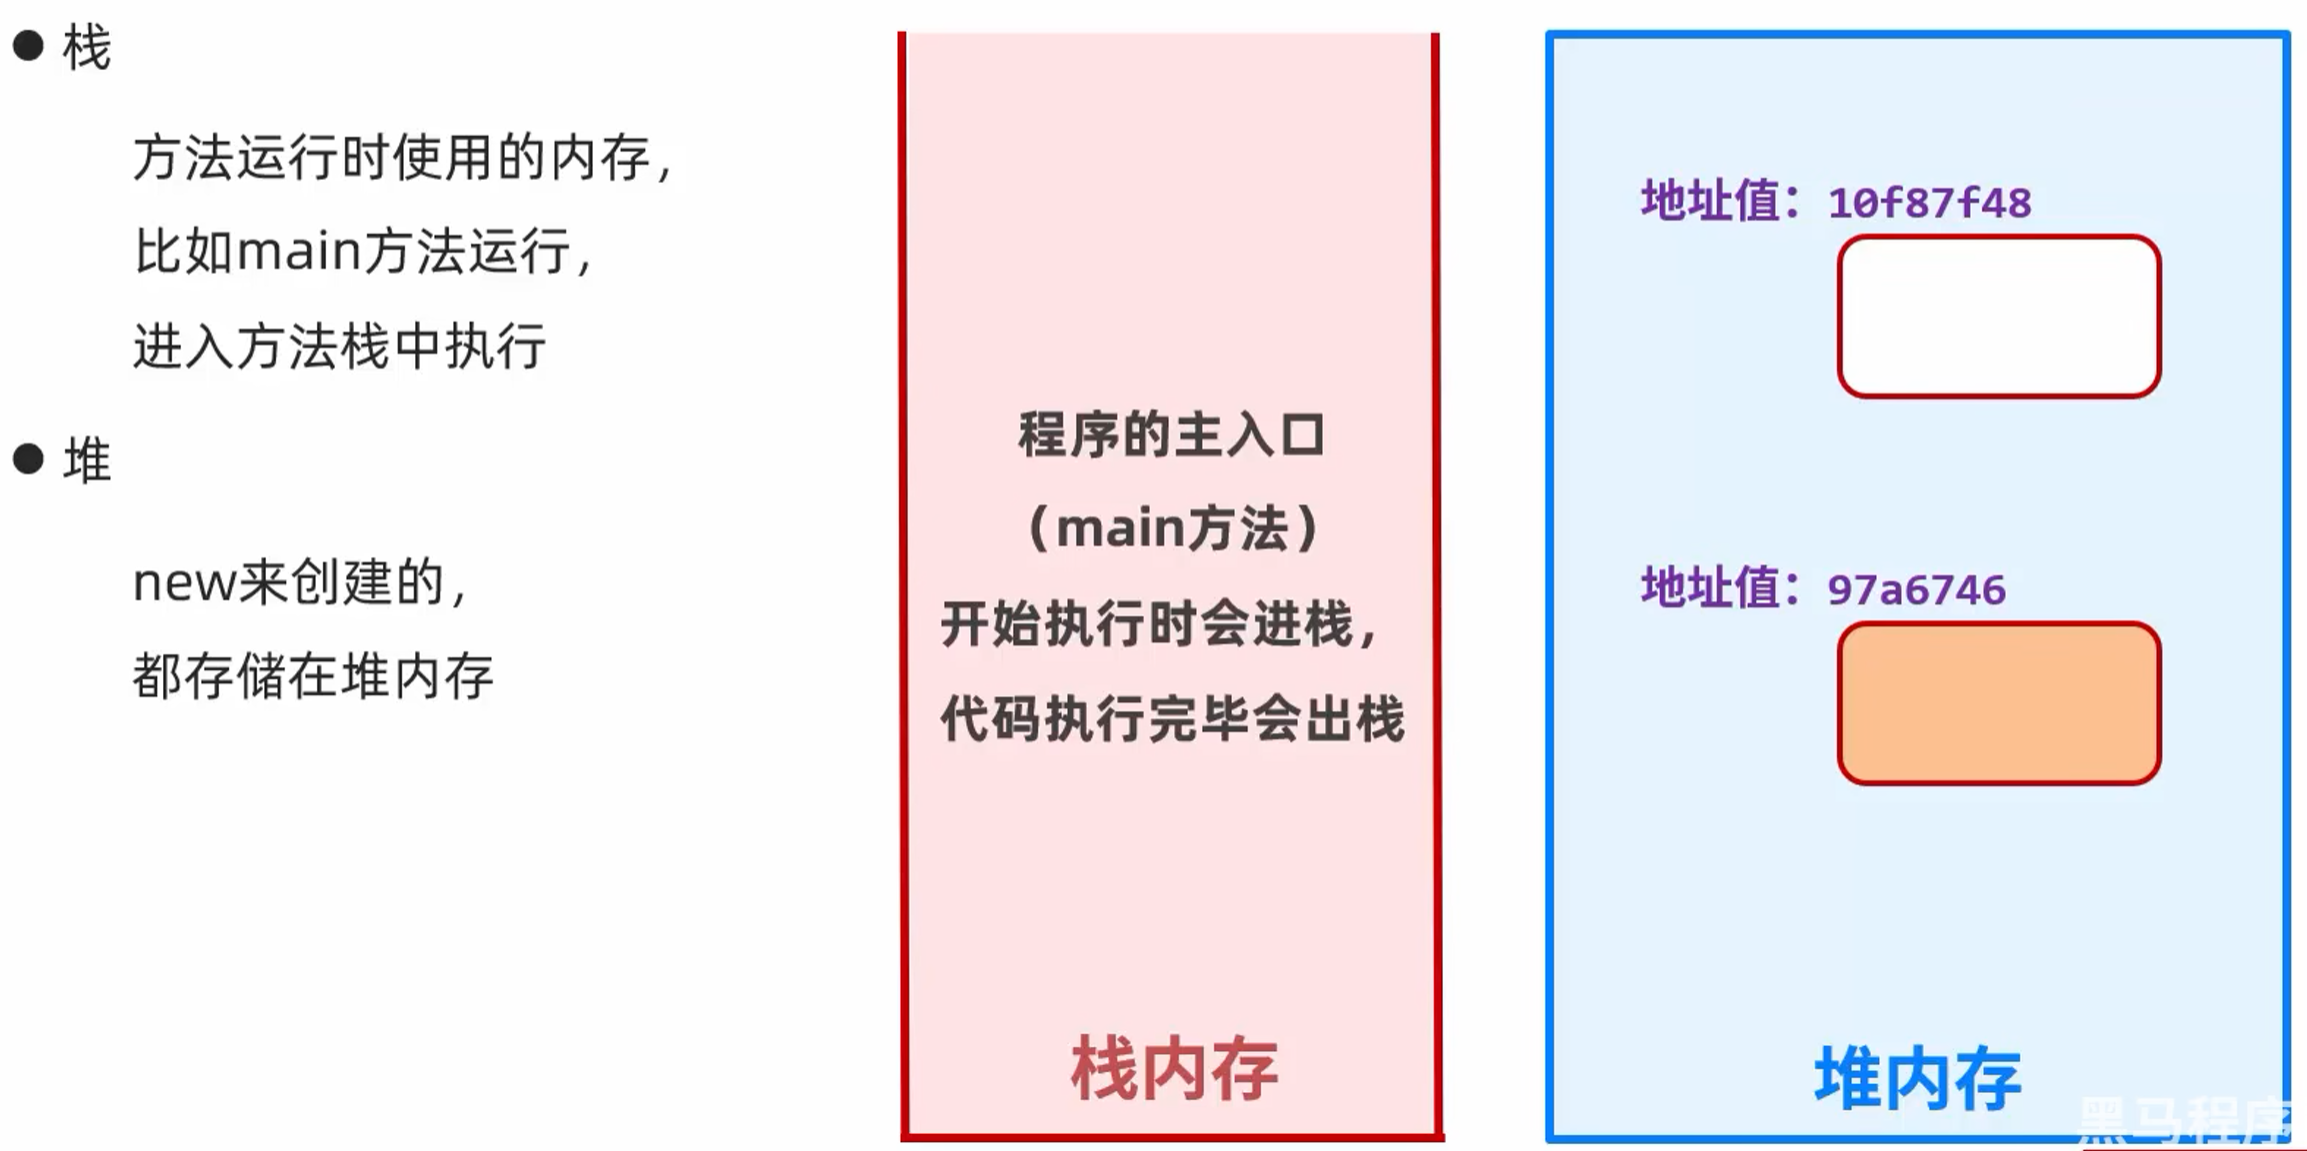 栈
方法运行时使用的内存，
比如main方法运行，
进入方法栈中执行
堆
new来创建的，
都存储在堆内存
程序的主入口
（main方法）
开始执行时会进栈，
代码执行完毕会出栈
栈内存
地址值：10f87f48
地址值：97a6746
堆内存
黑马程序